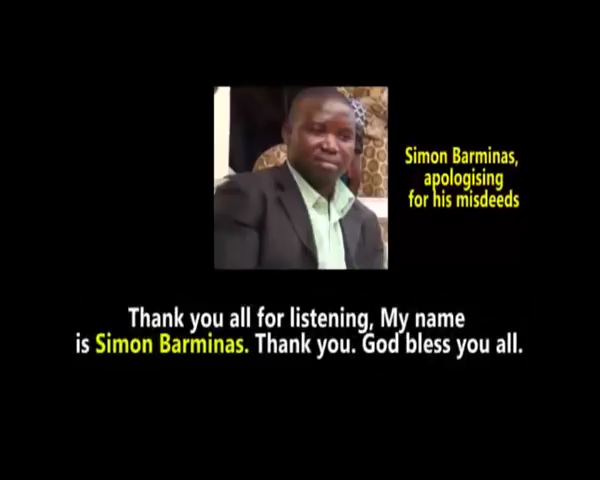 Simon Barminas,
apologising
for his misdeeds
Thank you all for listening, My name
is Simon Barminas. Thank you. God bless you all.